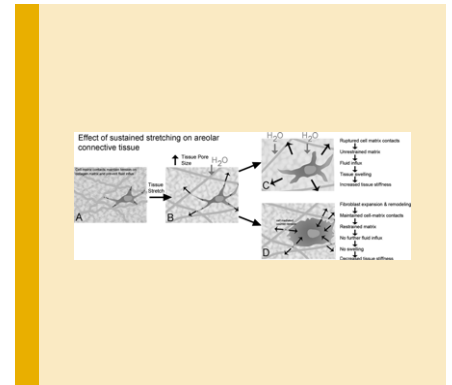 Effect of sustained stretching on areolar
connective tissue
A
Tissue
Stretch
Tissue Pore
Size
H2O
B
H2O H2O
C
Ruptured cell-matrix contacts
Unrestrained matrix
Fluid influx
Tissue swelling
Increased tissue stiffness
D
Fibroblast expansion & remodeling
Maintained cell-matrix contacts
Restrained matrix
No further fluid influx
No swelling
Decreased tissue stiffness